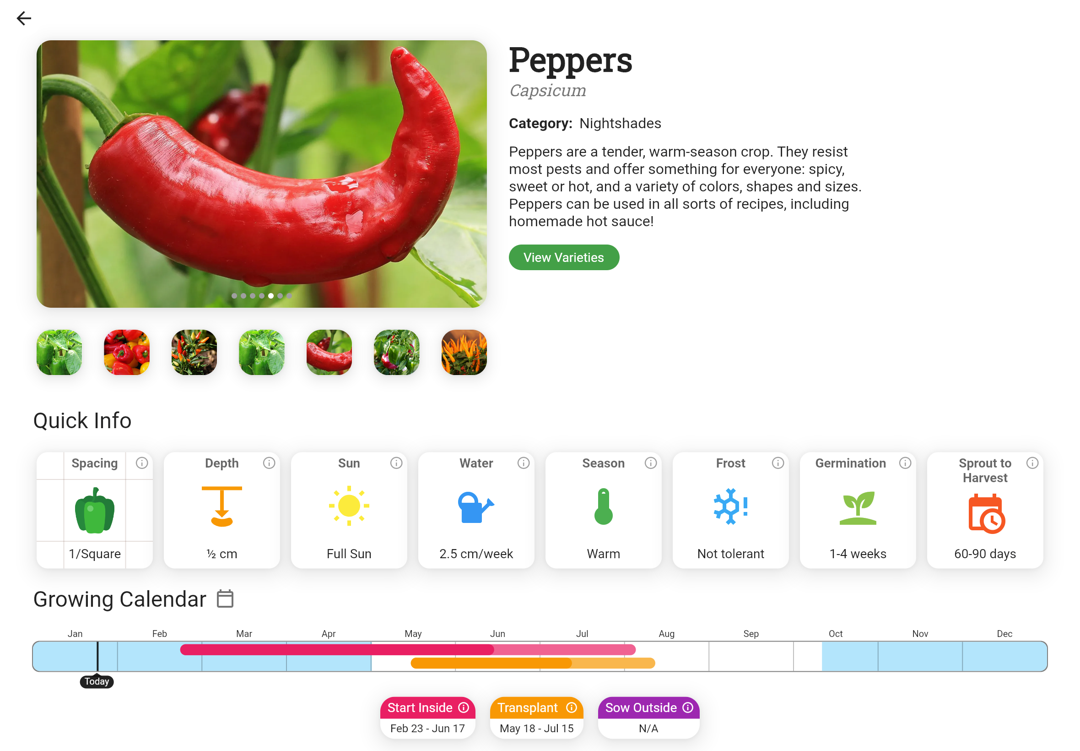 Peppers
Capsicum
Category: Nightshades
Peppers are a tender, warm-season crop. They resist
most pests and offer something for everyone: spicy,
sweet or hot, and a variety of colors, shapes and sizes.
Peppers can be used in all sorts of recipes, including
homemade hot sauce!
View Varieties
Quick Info
Spacing
1/Square
Depth
½ cm
Sun
Full Sun
Water
2.5 cm/week
Season
Warm
Frost
Not tolerant
Germination
1-4 weeks
Sprout to
Harvest
60-90 days
Growing Calendar
Jan Feb Mar Apr May Jun Jul Aug Sep Oct Nov Dec
Today
Start Inside
Feb 23 - Jun 17
Transplant
May 18 - Jul 15
Sow Outside
N/A